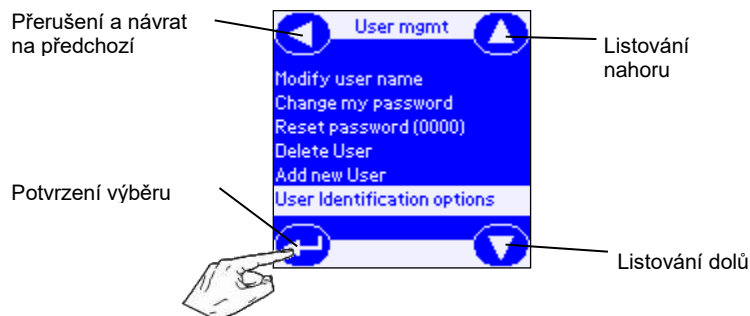 Přerušení a návrat
na předchozí
User mgmt
Listování
nahoru
Modify user name
Change my password
Reset password (0000)
Delete User
Add new User
Potvrzení výběru
User Identification options
Listování dolů